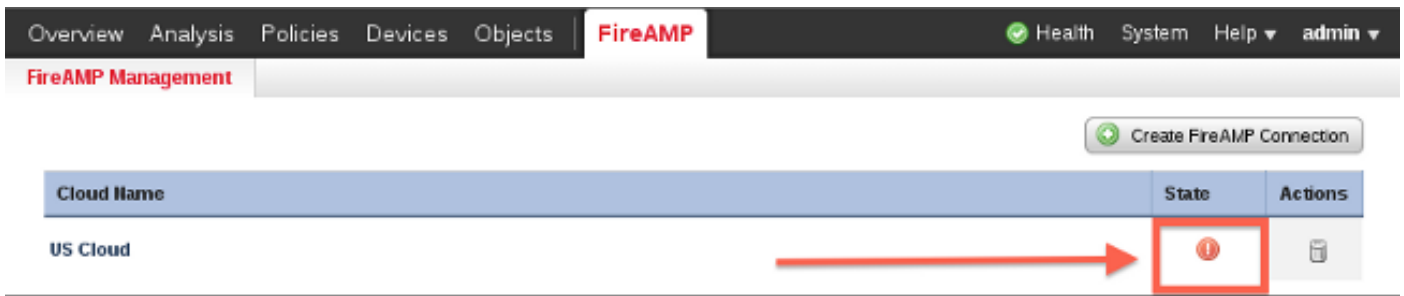 Overview Analysis Policies Devices Objects FireAMP Health System Help admin
FireAMP Management
Create FireAMP Connection
Cloud Name State Actions
US Cloud